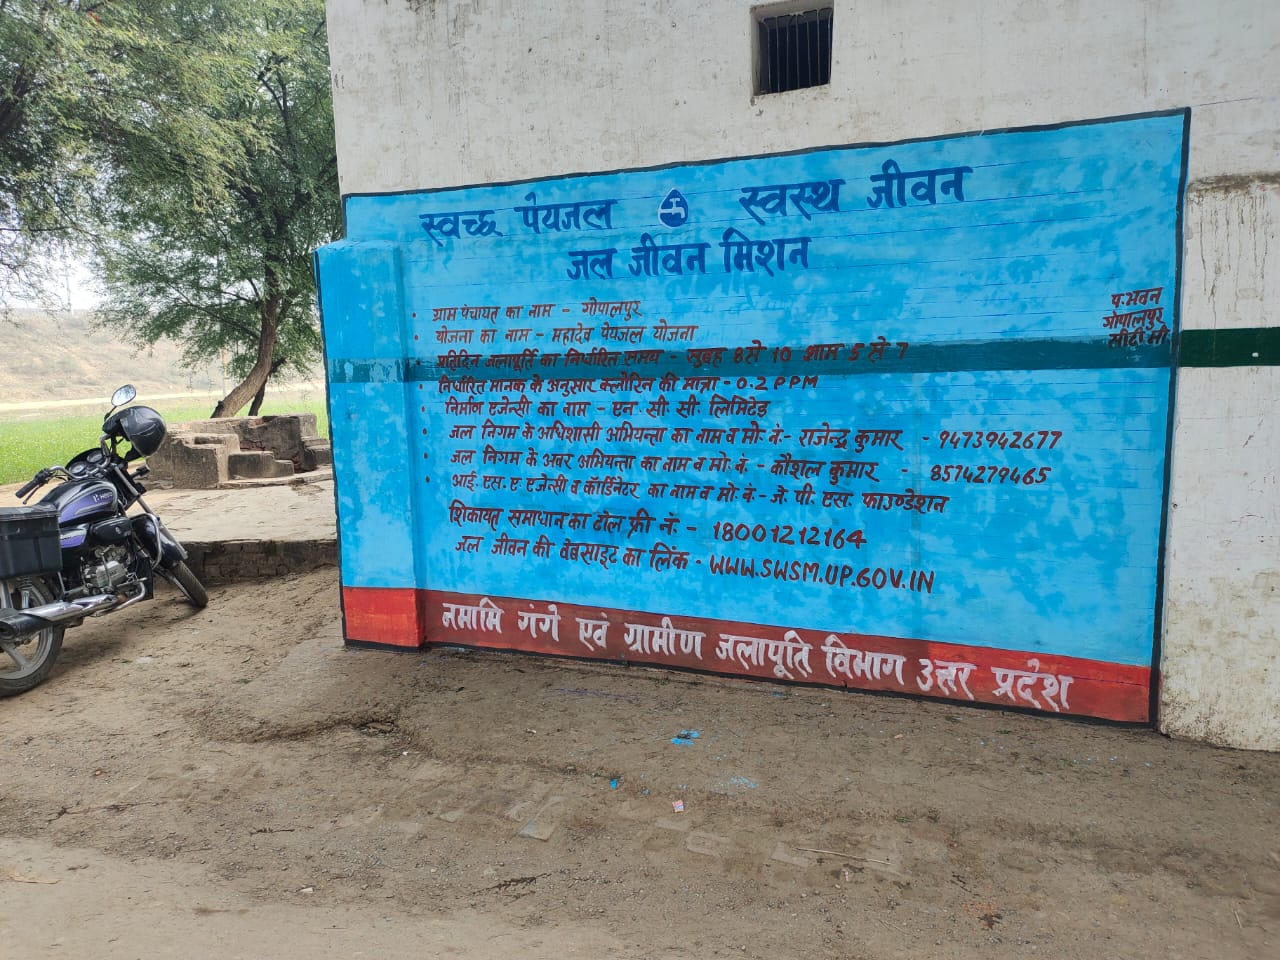 स्वच्छ पेयजल स्वस्थ जीवन
जल जीवन मिशन
प. भवन
गोपालपुर
सीटी मी.
• ग्राम पंचायत का नाम - गोपालपुर
• योजना का नाम - महादेव पेयजल योजना
• प्रतिदिन जलापूर्ति का निर्धारित समय - सुबह 8 से 10 शाम 5 से 7
• निर्धारित मानक के अनुसार क्लोरिन की मात्रा - 0.2 PPM
• निर्माण एजेन्सी का नाम - एन. सी. सी. लिमिटेड
• जल निगम के अधिशासी अभियन्ता का नाम व मो. नं. - राजेन्द्र कुमार - 9473942677
• जल निगम के अवर अभियन्ता का नाम व मो. नं. - कौशल कुमार - 8574279465
आई. एस. ए. एजेन्सी व कॉर्डिनेटर का नाम व मो. नं. - जे. पी. एस. फाउण्डेशन
शिकायत समाधान का टोल फ्री नं. - 18001212164
जल जीवन की वेबसाइट का लिंक - WWW.SWSM.UP.GOV.IN
नमामि गंगे एवं ग्रामीण जलापूर्ति विभाग उत्तर प्रदेश